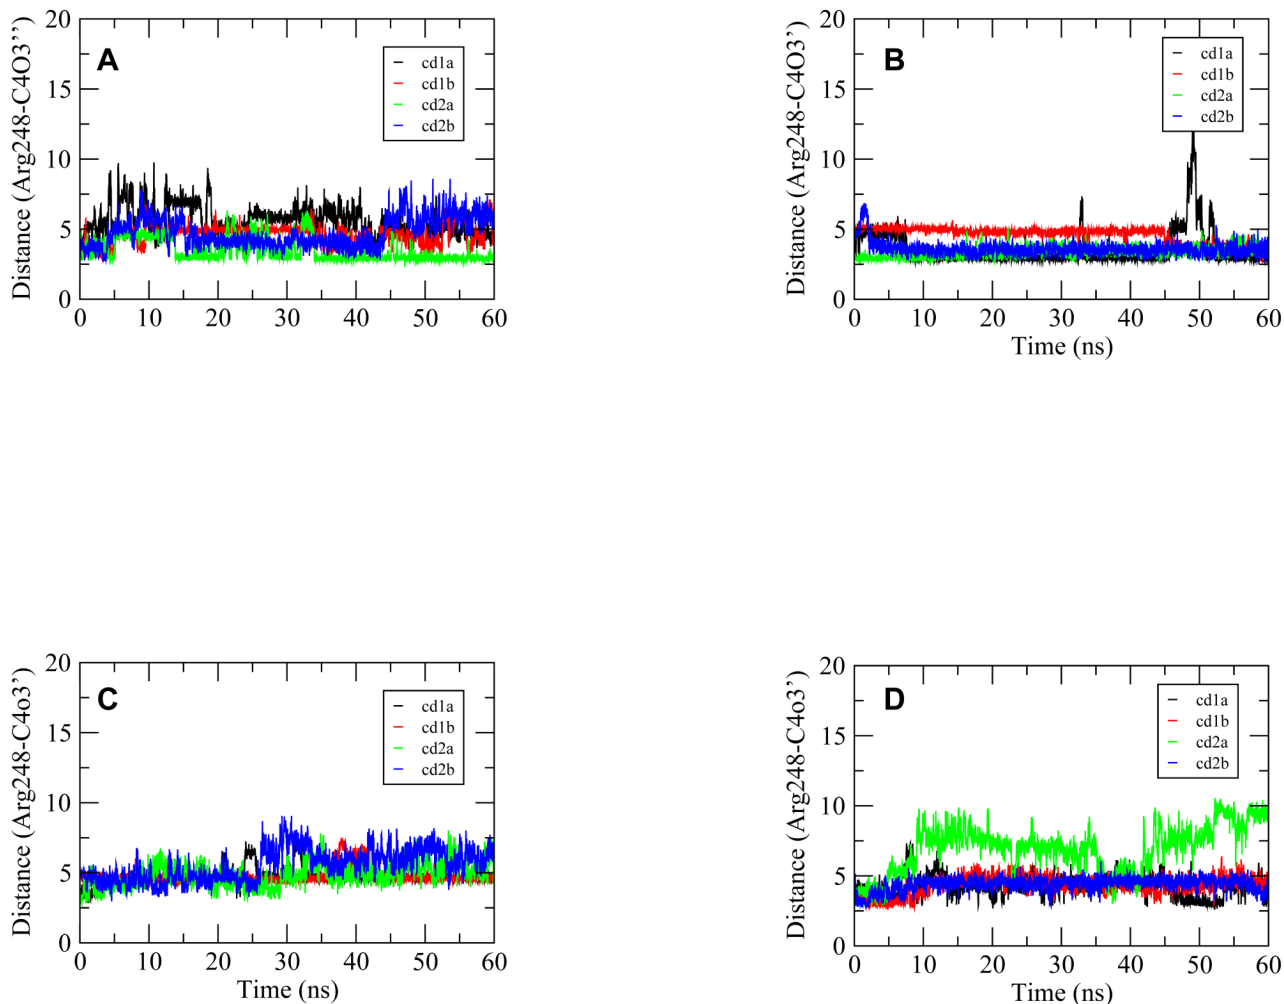 A
Distance (Arg248-C4O3’’)
20
15
10
5
0
cd1a
cd1b
cd2a
cd2b
0 10 20 30 40 50 60
B
Distance (Arg248-C4O3’)
20
15
10
5
0
cd1a
cd1b
cd2a
cd2b
0 10 20 30 40 50 60
Time (ns)
C
Distance (Arg248-C4o3’)
20
15
10
5
0
cd1a
cd1b
cd2a
cd2b
0 10 20 30 40 50 60
Time (ns)
D
Distance (Arg248-C4o3’)
20
15
10
5
0
cd1a
cd1b
cd2a
cd2b
0 10 20 30 40 50 60
Time (ns)